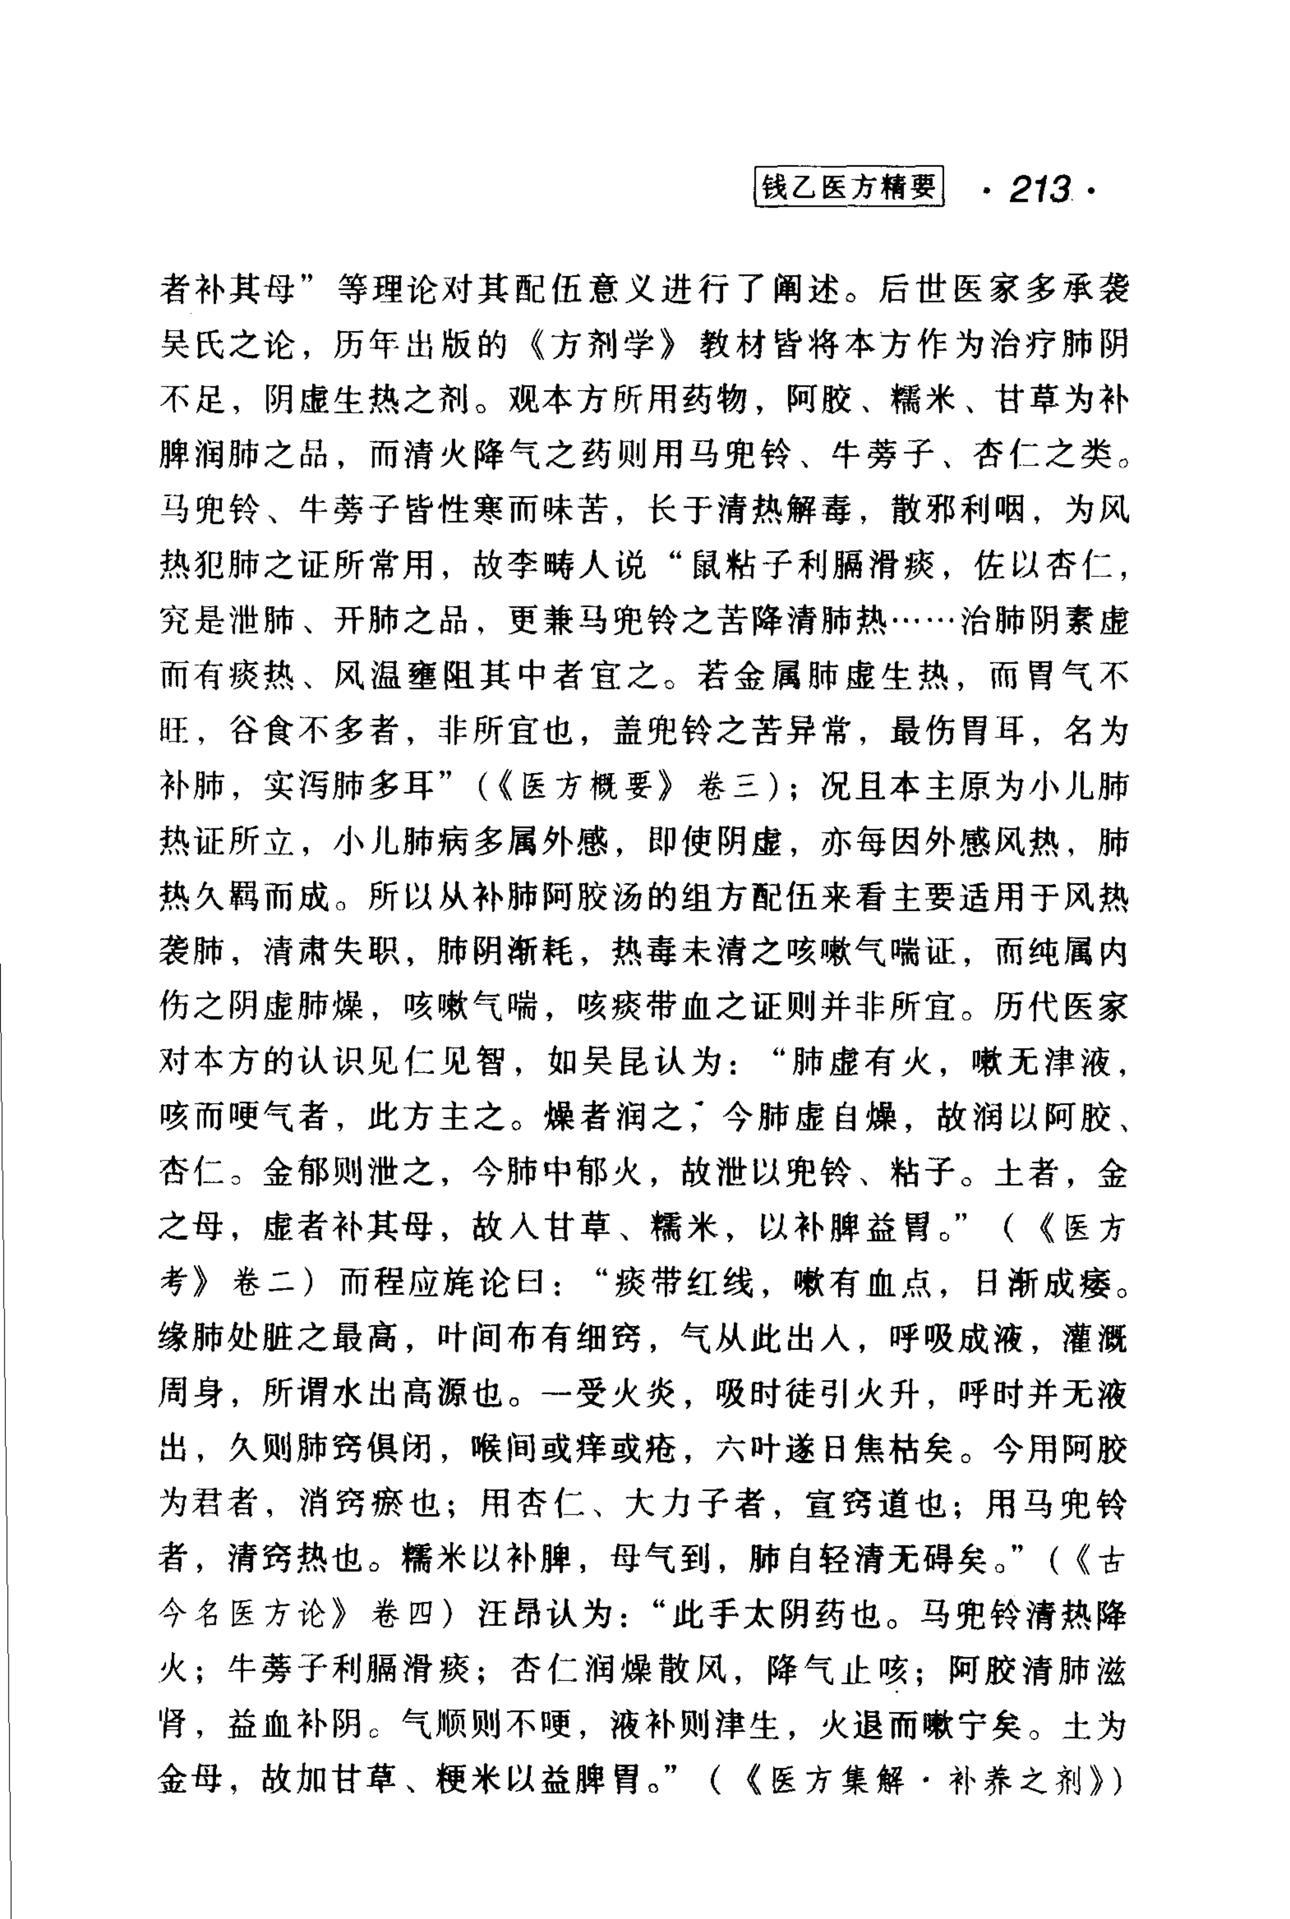 钱乙医方精要 · 213 ·
者补其母”等理论对其配伍意义进行了阐述。后世医家多承袭
吴氏之论，历年出版的《方剂学》教材皆将本方作为治疗肺阴
不足，阴虚生热之剂。观本方所用药物，阿胶、糯米、甘草为补
脾润肺之品，而清火降气之药则用马兜铃、牛蒡子、杏仁之类。
马兜铃、牛蒡子皆性寒而味苦，长于清热解毒，散邪利咽，为风
热犯肺之证所常用，故李畴人说“鼠粘子利膈滑痰，佐以杏仁，
究是泄肺、开肺之品，更兼马兜铃之苦降清肺热……治肺阴素虚
而有痰热、风温壅阻其中者宜之。若金属肺虚生热，而胃气不
旺，谷食不多者，非所宜也，盖兜铃之苦异常，最伤胃耳，名为
补肺，实泻肺多耳”(《医方概要》卷三)；况且本主原为小儿肺
热证所立，小儿肺病多属外感，即使阴虚，亦每因外感风热，肺
热久羁而成。所以从补肺阿胶汤的组方配伍来看主要适用于风热
袭肺，清肃失职，肺阴渐耗，热毒未清之咳嗽气喘证，而纯属内
伤之阴虚肺燥，咳嗽气喘，咳痰带血之证则并非所宜。历代医家
对本方的认识见仁见智，如吴昆认为：“肺虚有火，嗽无津液，
咳而哽气者，此方主之。燥者润之，今肺虚自燥，故润以阿胶、
杏仁。金郁则泄之，今肺中郁火，故泄以兜铃、粘子。土者，金
之母，虚者补其母，故入甘草、糯米，以补脾益胃。”(《医方
考》卷二) 而程应旄论曰：“痰带红线，嗽有血点，日渐成痿。
缘肺处脏之最高，叶间布有细窍，气从此出入，呼吸成液，灌溉
周身，所谓水出高源也。一受火炎，吸时徒引火升，呼时并无液
出，久则肺窍俱闭，喉间或痒或疮，六叶遂日焦枯矣。今用阿胶
为君者，消窍瘀也；用杏仁、大力子者，宣窍道也；用马兜铃
者，清窍热也。糯米以补脾，母气到，肺自轻清无碍矣。”(《古
今名医方论》卷四) 汪昂认为：“此手太阴药也。马兜铃清热降
火；牛蒡子利膈滑痰；杏仁润燥散风，降气止咳；阿胶清肺滋
肾，益血补阴。气顺则不哽，液补则津生，火退而嗽宁矣。土为
金母，故加甘草、粳米以益脾胃。”(《医方集解·补养之剂》)